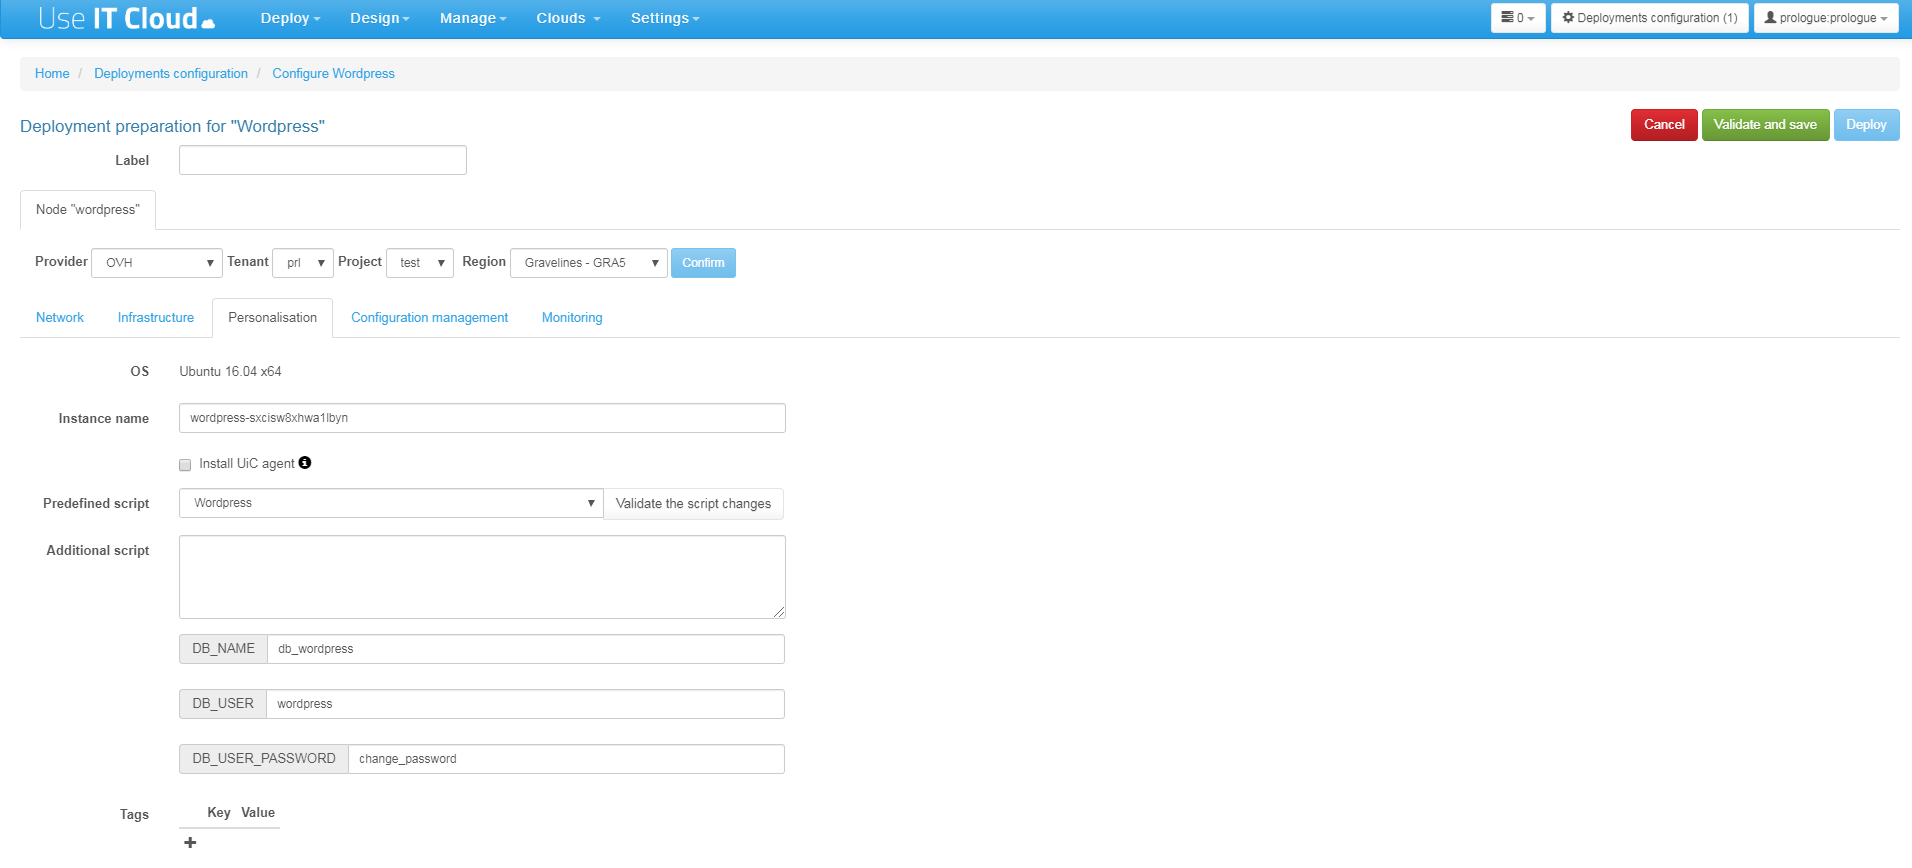 Use IT Cloud Deploy Design Manage Clouds Settings 0 Deployments configuration (1) prologue:prologue
Home / Deployments configuration / Configure Wordpress
Deployment preparation for "Wordpress" Cancel Validate and save Deploy
Label
Node "wordpress"
Provider OVH Tenant prl Project test Region Gravelines - GRA5 Confirm
Network Infrastructure Personalisation Configuration management Monitoring
OS Ubuntu 16.04 x64
Instance name wordpress-sxcisw8xhwa1lbyn
Install UiC agent
Predefined script Wordpress Validate the script changes
Additional script
DB_NAME db_wordpress
DB_USER wordpress
DB_USER_PASSWORD change_password
Tags Key Value